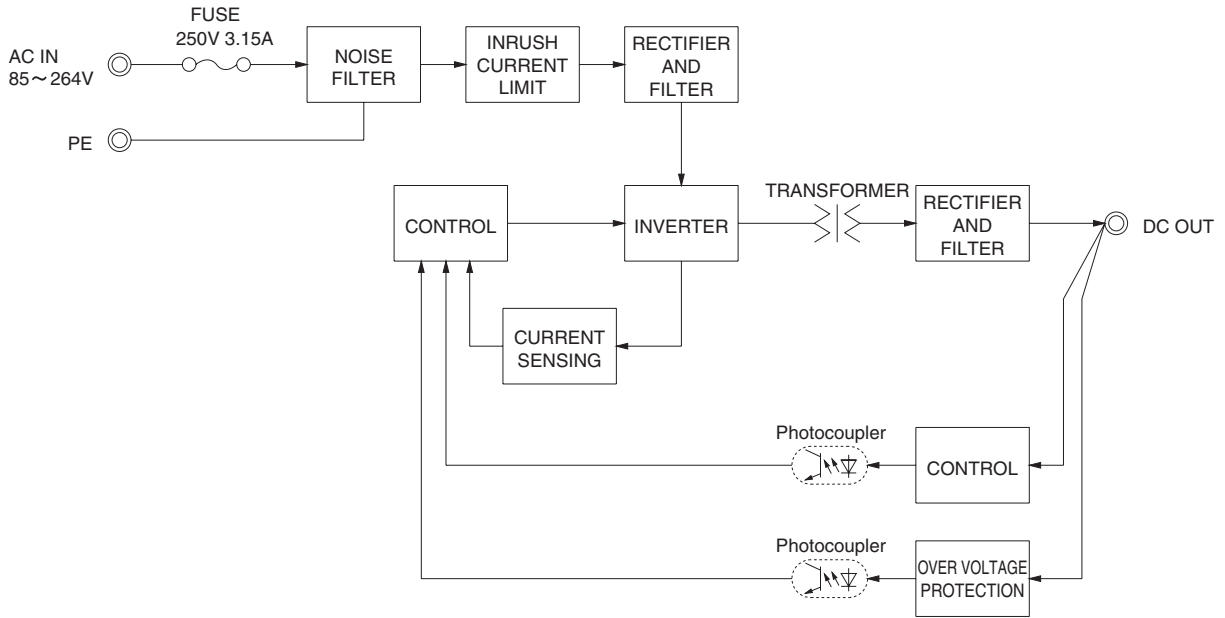 FUSE
250V 3.15A
AC IN
85～264V
NOISE
FILTER
INRUSH
CURRENT
LIMIT
RECTIFIER
AND
FILTER
PE
CONTROL
INVERTER
TRANSFORMER
RECTIFIER
AND
FILTER
DC OUT
CURRENT
SENSING
Photocoupler
CONTROL
Photocoupler
OVER VOLTAGE
PROTECTION